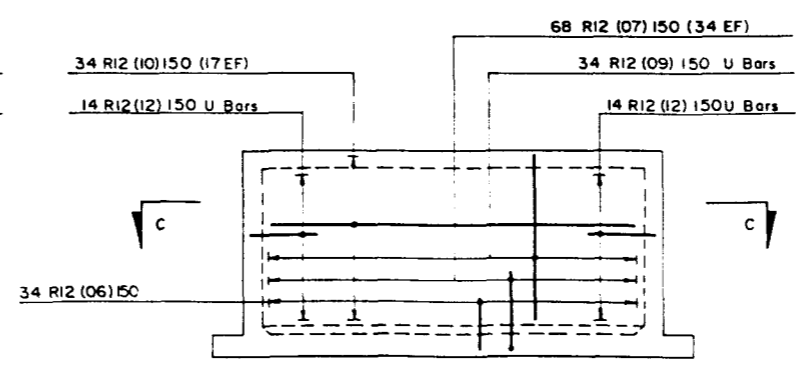 68 R12 (07) 150 (34 EF)
34 R12 (10) 150 (17 EF)
34 R12 (09) 150 U Bars
14 R12 (12) 150 U Bars
14 R12 (12) 150 U Bars
C
C
34 R12 (06) 150